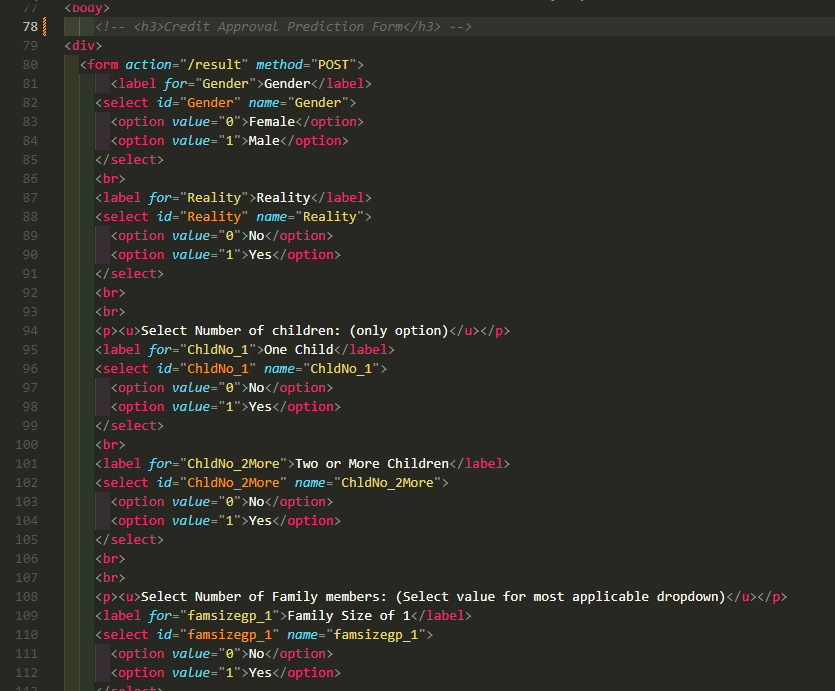 77 <body>
78 <!-- <h3>Credit Approval Prediction Form</h3> -->
79 <div>
80 <form action="/result" method="POST">
81 <label for="Gender">Gender</label>
82 <select id="Gender" name="Gender">
83 <option value="0">Female</option>
84 <option value="1">Male</option>
85 </select>
86 <br>
87 <label for="Reality">Reality</label>
88 <select id="Reality" name="Reality">
89 <option value="0">No</option>
90 <option value="1">Yes</option>
91 </select>
92 <br>
93 <br>
94 <p><u>Select Number of children: (only option)</u></p>
95 <label for="ChldNo_1">One Child</label>
96 <select id="ChldNo_1" name="ChldNo_1">
97 <option value="0">No</option>
98 <option value="1">Yes</option>
99 </select>
100 <br>
101 <label for="ChldNo_2More">Two or More Children</label>
102 <select id="ChldNo_2More" name="ChldNo_2More">
103 <option value="0">No</option>
104 <option value="1">Yes</option>
105 </select>
106 <br>
107 <br>
108 <p><u>Select Number of Family members: (Select value for most applicable dropdown)</u></p>
109 <label for="famsizegp_1">Family Size of 1</label>
110 <select id="famsizegp_1" name="famsizegp_1">
111 <option value="0">No</option>
112 <option value="1">Yes</option>
113 </select>